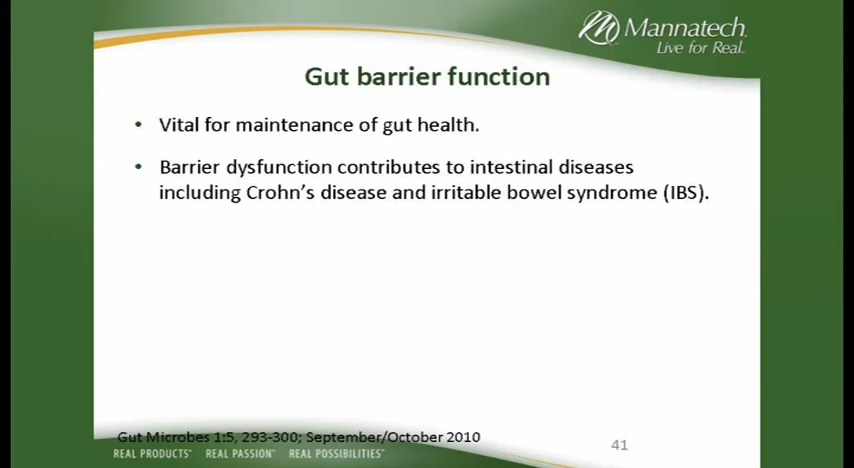 Mannatech
Live for Real.
Gut barrier function
• Vital for maintenance of gut health.
• Barrier dysfunction contributes to intestinal diseases
including Crohn’s disease and irritable bowel syndrome (IBS).
Gut Microbes 1:5, 293-300; September/October 2010
41
REAL PRODUCTS™ REAL PASSION™ REAL POSSIBILITIES™